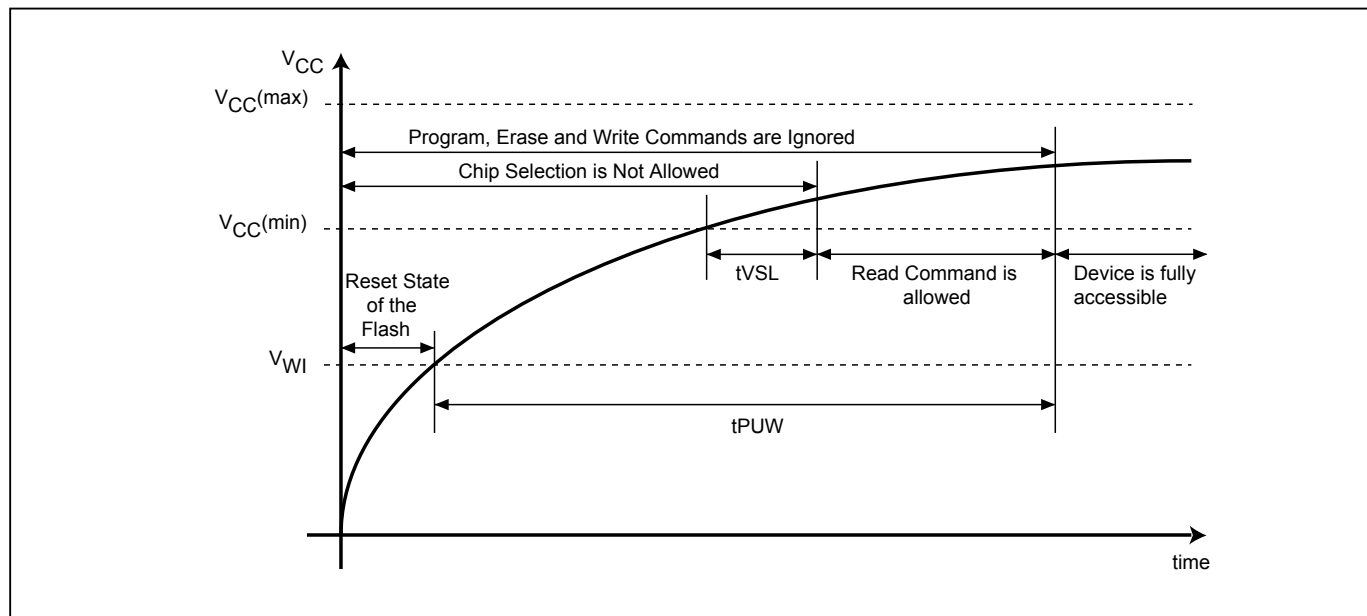 VCC
VCC(max)
Program, Erase and Write Commands are Ignored
Chip Selection is Not Allowed
VCC(min)
tVSL
Read Command is
allowed
Device is fully
accessible
Reset State
of the
Flash
VWI
tPUW
time